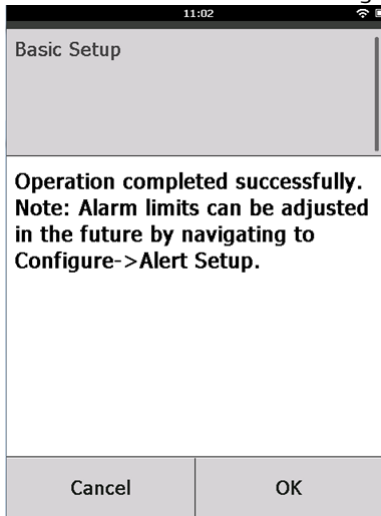 11:02
Basic Setup
Operation completed successfully.
Note: Alarm limits can be adjusted
in the future by navigating to
Configure->Alert Setup.
Cancel
OK